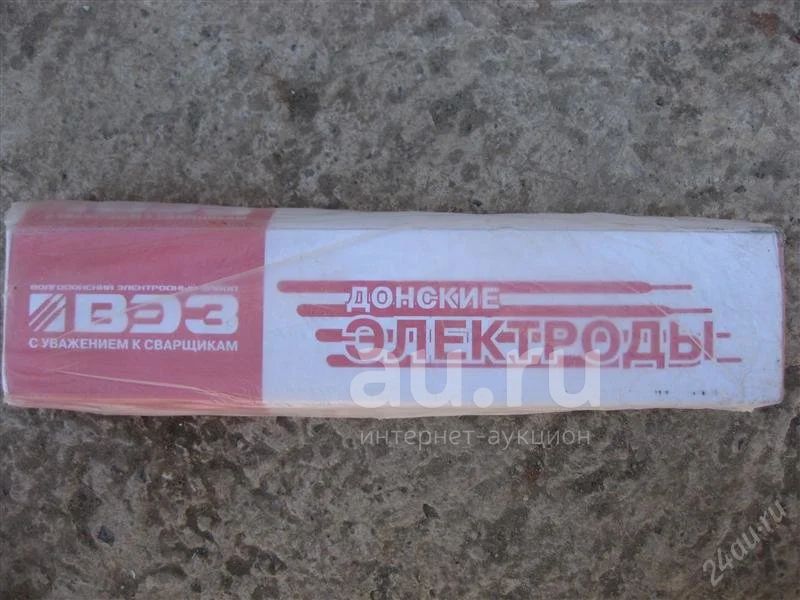 ВОЛГОДОНСКИЙ ЭЛЕКТРОДНЫЙ ЗАВОД
ВЭЗ
С УВАЖЕНИЕМ К СВАРЩИКАМ
ДОНСКИЕ
ЭЛЕКТРОДЫ
au.ru
интернет-аукцион
24au.ru